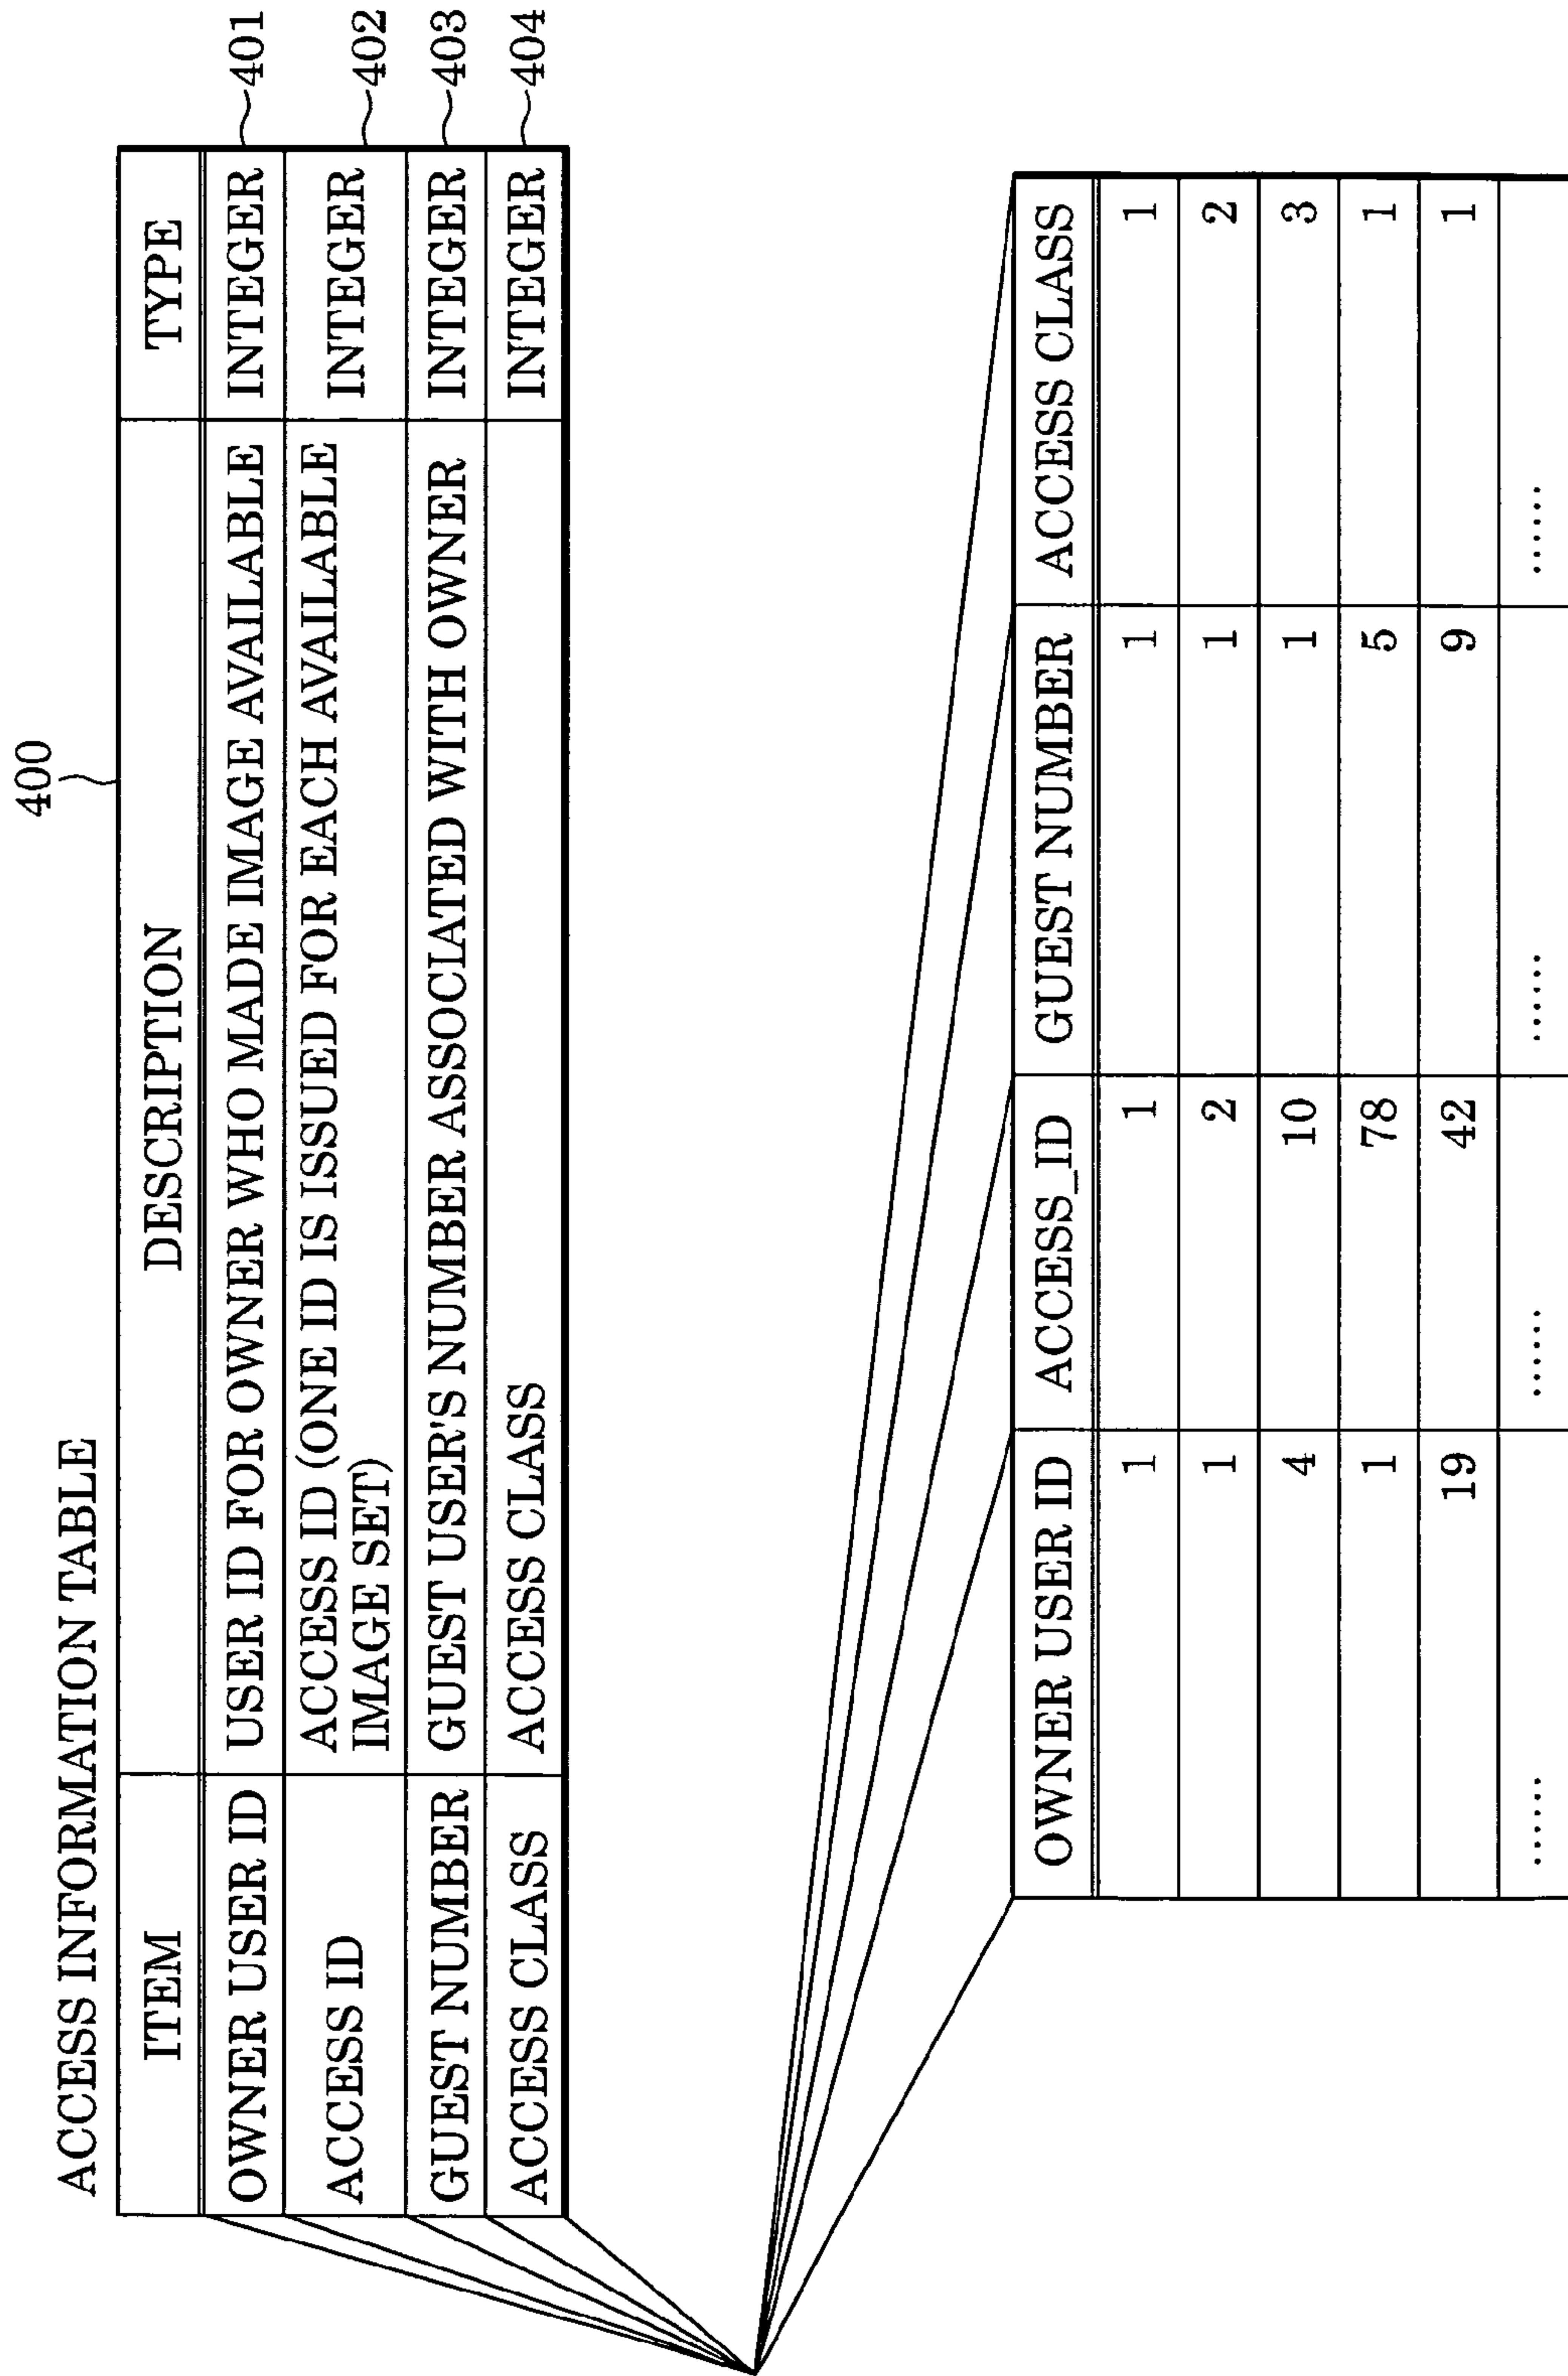 400
ACCESS INFORMATION TABLE
ITEM DESCRIPTION TYPE
OWNER USER ID USER ID FOR OWNER WHO MADE IMAGE AVAILABLE INTEGER 401
ACCESS ID ACCESS ID (ONE ID IS ISSUED FOR EACH AVAILABLE INTEGER 402
IMAGE SET)
GUEST NUMBER GUEST USER'S NUMBER ASSOCIATED WITH OWNER INTEGER 403
ACCESS CLASS ACCESS CLASS INTEGER 404
OWNER USER ID ACCESS_ID GUEST NUMBER ACCESS CLASS
1 1 1 1
1 2 1 2
4 10 1 3
1 78 5 1
19 42 9 1
...... ...... ...... ......